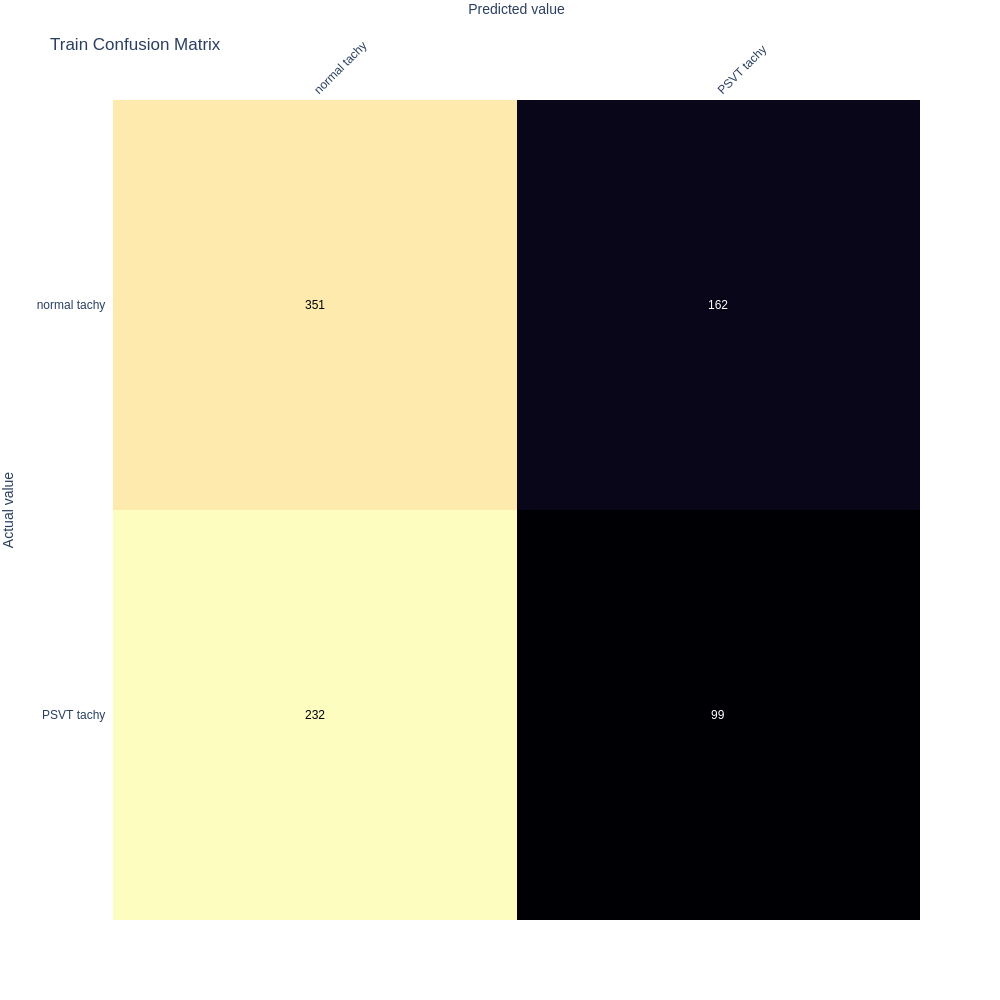 Predicted value
Train Confusion Matrix
normal tachy
PSVT tachy
normal tachy
351
162
Actual value
PSVT tachy
232
99